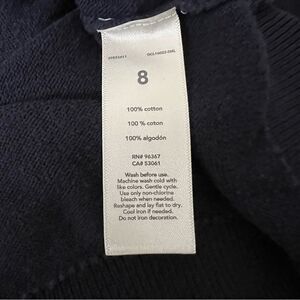 8
100% cotton
100 % coton
100% algodón
RN# 96367
CA# 53061
Wash before use.
Machine wash cold with
like colors. Gentle cycle.
Use only non-chlorine
bleach when needed.
Reshape and lay flat to dry.
Cool iron if needed.
Do not iron decoration.